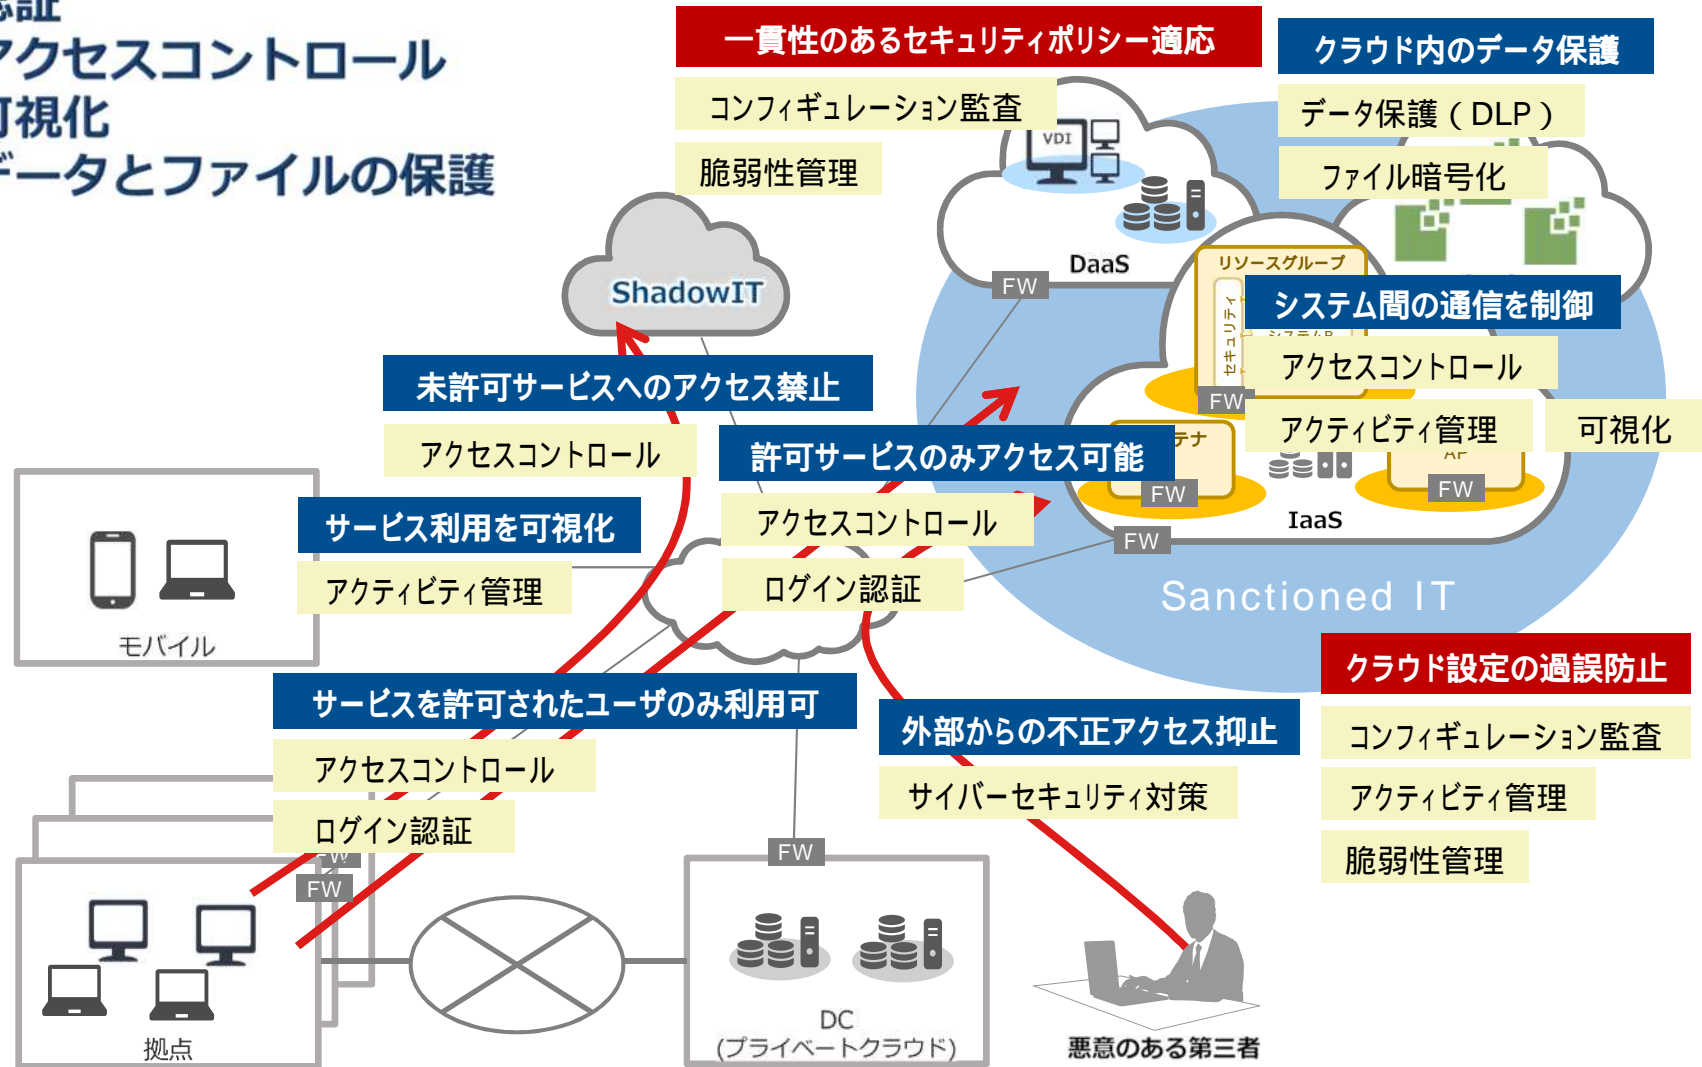 認証
アクセスコントロール
可視化
データとファイルの保護
一貫性のあるセキュリティポリシー適応
コンフィギュレーション監査
脆弱性管理
クラウド内のデータ保護
データ保護(DLP)
ファイル暗号化
VDI
DaaS
FW
ShadowIT
リソースグループ
セキュリティ
システム間の通信を制御
アクセスコントロール
FW
アクティビティ管理
可視化
テナ
FW
AP
FW
IaaS
FW
Sanctioned IT
未許可サービスへのアクセス禁止
アクセスコントロール
許可サービスのみアクセス可能
アクセスコントロール
ログイン認証
サービス利用を可視化
アクティビティ管理
モバイル
サービスを許可されたユーザのみ利用可
アクセスコントロール
ログイン認証
外部からの不正アクセス抑止
サイバーセキュリティ対策
クラウド設定の過誤防止
コンフィギュレーション監査
アクティビティ管理
脆弱性管理
FW
FW
FW
拠点
DC
(プライベートクラウド)
悪意のある第三者